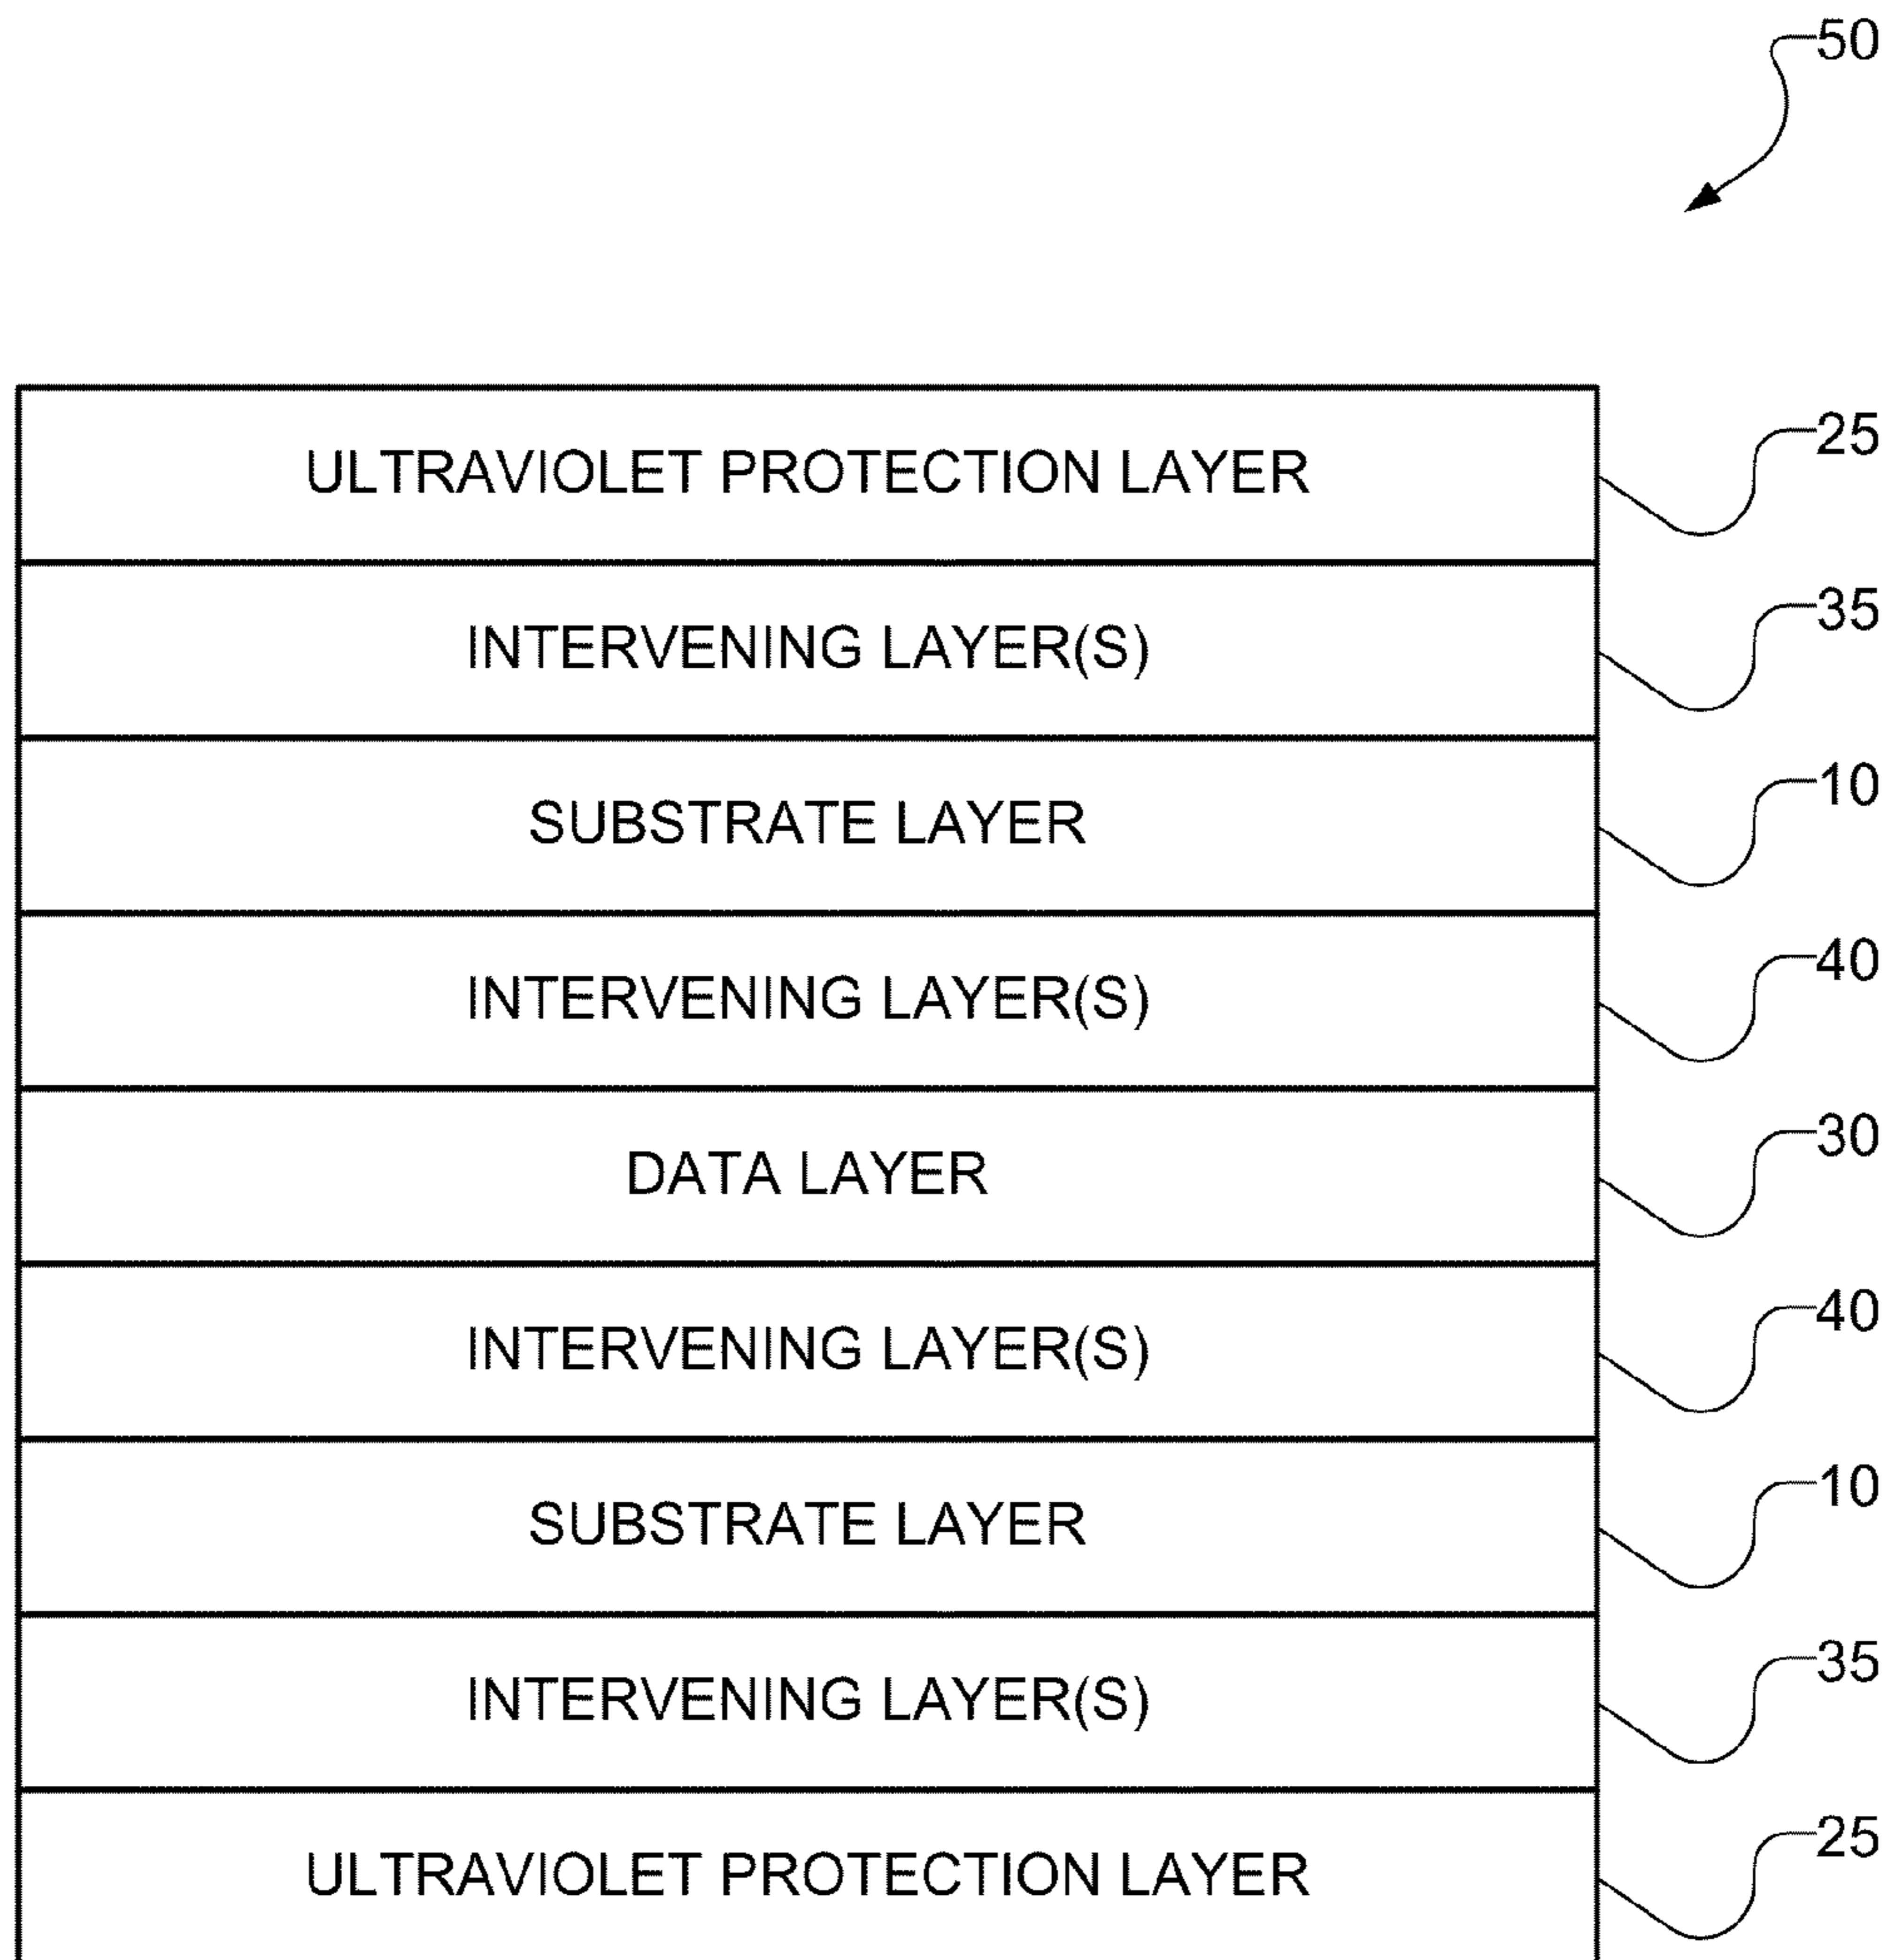 50
ULTRAVIOLET PROTECTION LAYER 25
INTERVENING LAYER(S) 35
SUBSTRATE LAYER 10
INTERVENING LAYER(S) 40
DATA LAYER 30
INTERVENING LAYER(S) 40
SUBSTRATE LAYER 10
INTERVENING LAYER(S) 35
ULTRAVIOLET PROTECTION LAYER 25